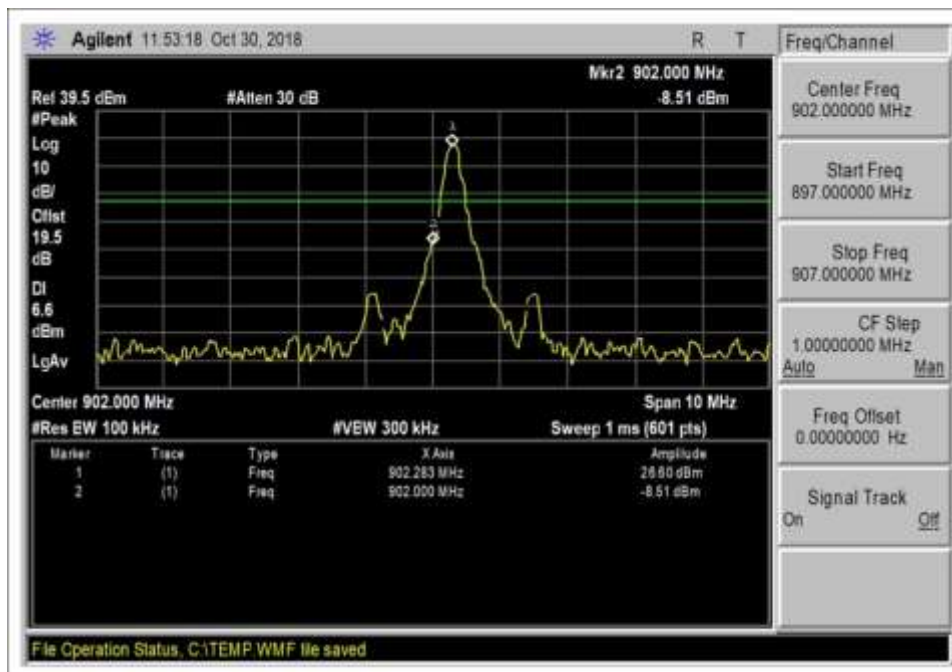 Agilent 11:53:18 Oct 30, 2018 R T
Freq/Channel
Mkr2 902.000 MHz
Ref 39.5 dBm #Atten 30 dB -8.51 dBm
#Peak
Log
10
dB/
Offst
19.5
dB
DI
6.6
dBm
LgAv
1
2
Center 902.000 MHz Span 10 MHz
#Res BW 100 kHz #VBW 300 kHz Sweep 1 ms (601 pts)
Marker Trace Type X Axis Amplitude
1 (1) Freq 902.283 MHz 26.60 dBm
2 (1) Freq 902.000 MHz -8.51 dBm
File Operation Status, C:\TEMP.WMF file saved
Center Freq
902.000000 MHz
Start Freq
897.000000 MHz
Stop Freq
907.000000 MHz
CF Step
1.00000000 MHz
Auto Man
Freq Offset
0.00000000 Hz
Signal Track
On Off